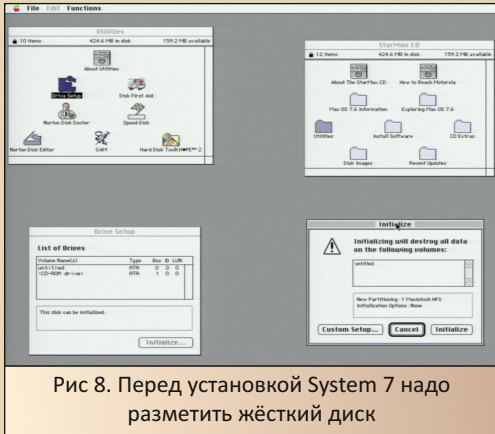 File Edit Functions
Utilities
10 items 424.6 MB in disk 159.2 MB available
About Utilities
Drive Setup Disk First Aid
Norton Disk Doctor Speed Disk
Norton Disk Editor SAM Hard Disk ToolKit•PE™ 2
StarMax CD
12 items 424.6 MB in disk 159.2 MB available
About The StarMax CD How to Reach Motorola
Mac OS 7.6 Information Exploring Mac OS 7.6
Utilities Install Software CD Extras
Disk Images Recent Updates
Drive Setup
List of Drives
Volume Name(s) Type Bus ID LUN
untitled ATA 0 0 0
<CD-ROM drive> ATA 1 0 0
This disk can be initialized.
Initialize...
Initialize
Initializing will destroy all data
on the following volumes:
untitled
New Partitioning: 1 Macintosh HFS
Initialization Options: None
Custom Setup... Cancel Initialize
Рис 8. Перед установкой System 7 надо
разметить жёсткий диск